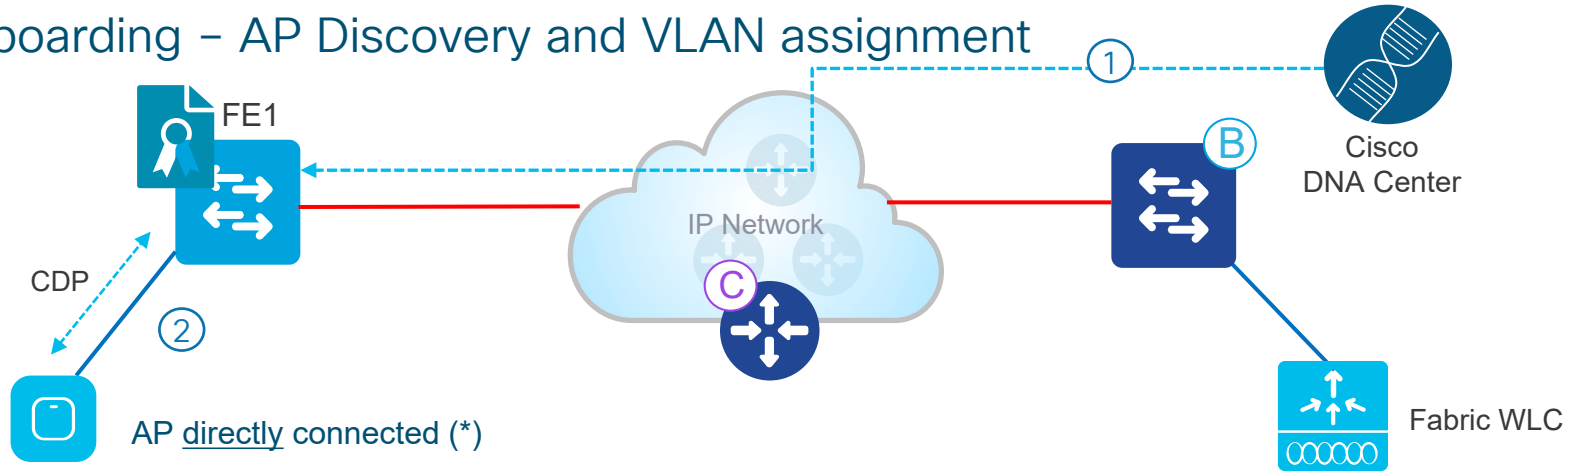 boarding – AP Discovery and VLAN assignment
1
FE1
B
Cisco
DNA Center
IP Network
CDP
C
2
AP directly connected (*)
Fabric WLC